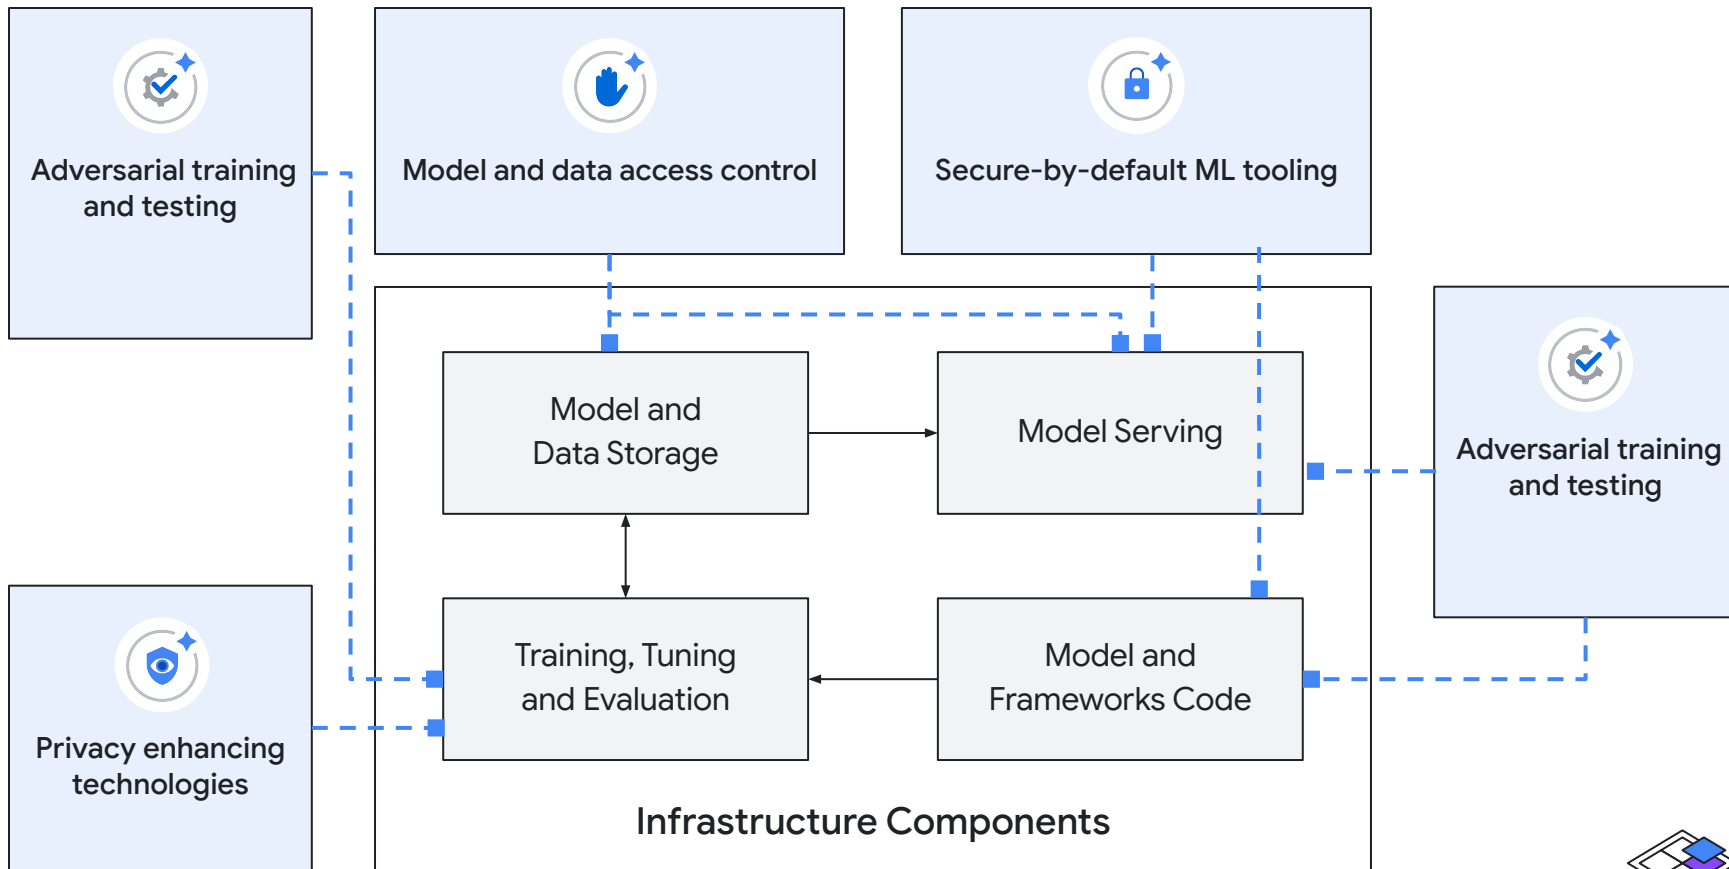 Adversarial training
and testing
Model and data access control
Secure-by-default ML tooling
Model and
Data Storage
Model Serving
Adversarial training
and testing
Training, Tuning
and Evaluation
Model and
Frameworks Code
Privacy enhancing
technologies
Infrastructure Components